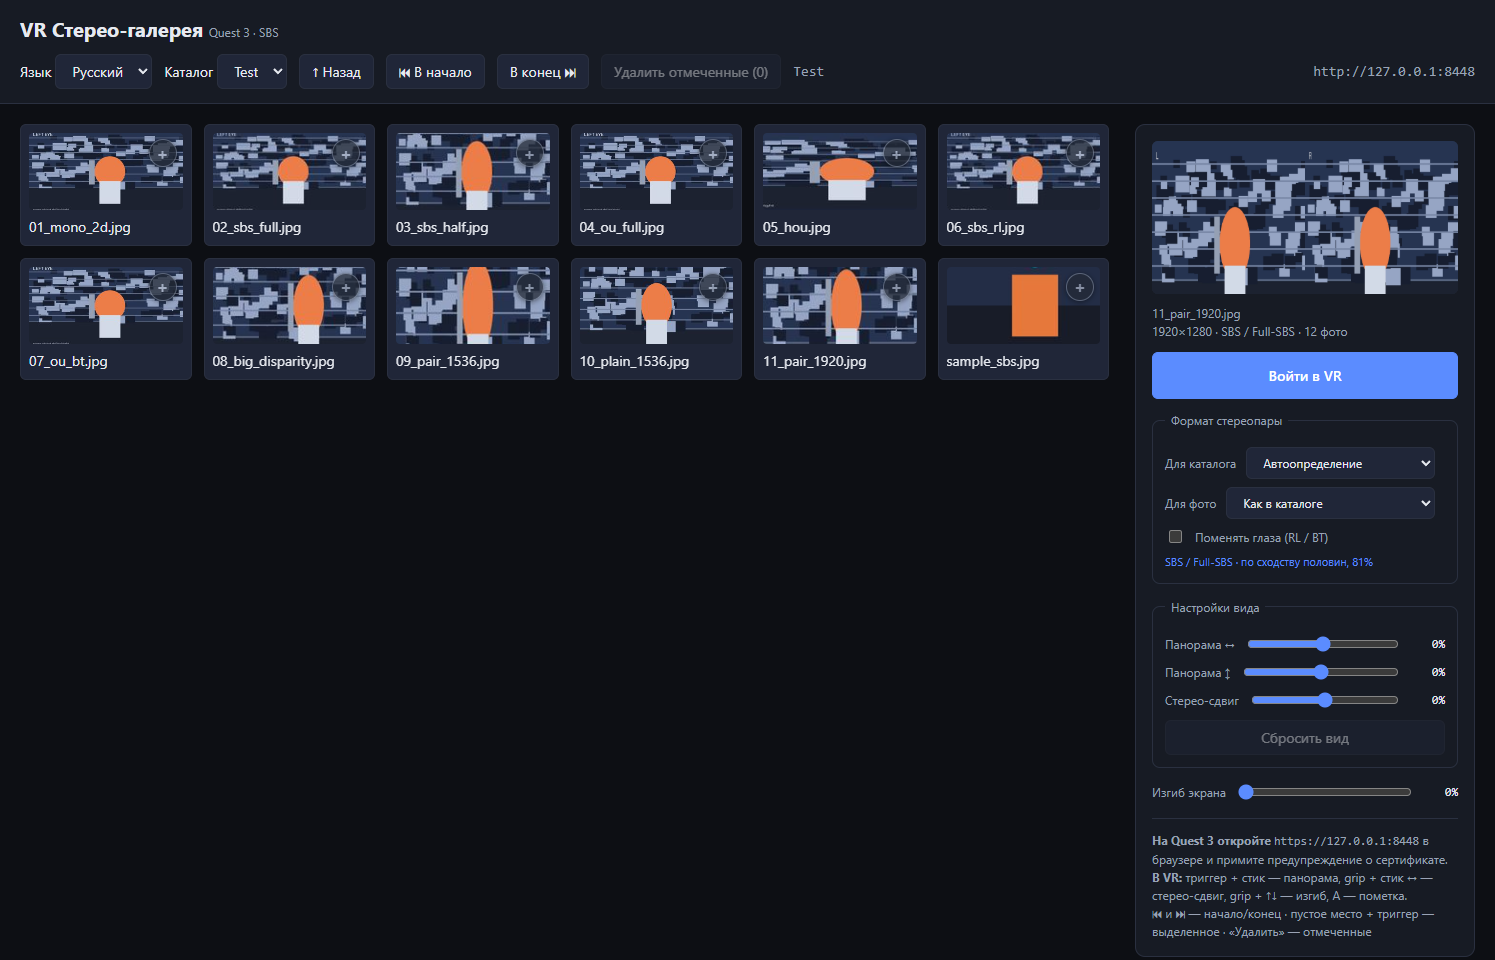 VR Стерео-галерея Quest 3 · SBS
Язык Русский Каталог Test ↑ Назад ⏮ В начало В конец ⏭ Удалить отмеченные (0) Test http://127.0.0.1:8448
01_mono_2d.jpg
02_sbs_full.jpg
03_sbs_half.jpg
04_ou_full.jpg
05_hou.jpg
06_sbs_rl.jpg
07_ou_bt.jpg
08_big_disparity.jpg
09_pair_1536.jpg
10_plain_1536.jpg
11_pair_1920.jpg
sample_sbs.jpg
L R
11_pair_1920.jpg
1920×1280 · SBS / Full-SBS · 12 фото
Войти в VR
Формат стереопары
Для каталога Автоопределение
Для фото Как в каталоге
Поменять глаза (RL / BT)
SBS / Full-SBS · по сходству половин, 81%
Настройки вида
Панорама ↔ 0%
Панорама ↕ 0%
Стерео-сдвиг 0%
Сбросить вид
Изгиб экрана 0%
На Quest 3 откройте https://127.0.0.1:8448 в
браузере и примите предупреждение о сертификате.
В VR: триггер + стик — панорама, grip + стик ↔ —
стерео-сдвиг, grip + ↑↓ — изгиб, A — пометка.
⏮ и ⏭ — начало/конец · пустое место + триггер —
выделенное · «Удалить» — отмеченные